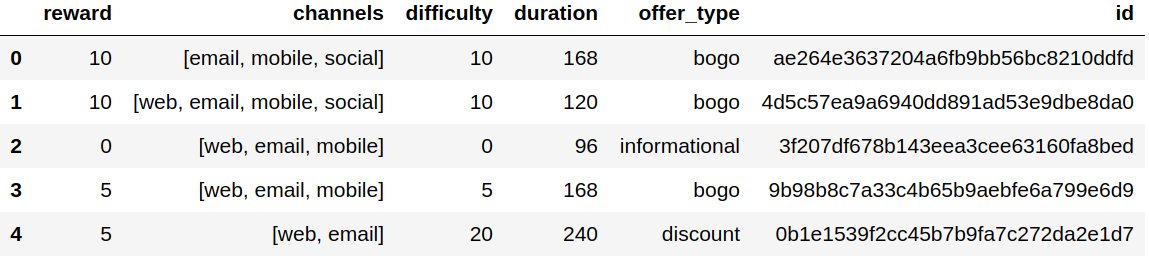 reward channels difficulty duration offer_type id
0 10 [email, mobile, social] 10 168 bogo ae264e3637204a6fb9bb56bc8210ddfd
1 10 [web, email, mobile, social] 10 120 bogo 4d5c57ea9a6940dd891ad53e9dbe8da0
2 0 [web, email, mobile] 0 96 informational 3f207df678b143eea3cee63160fa8bed
3 5 [web, email, mobile] 5 168 bogo 9b98b8c7a33c4b65b9aebfe6a799e6d9
4 5 [web, email] 20 240 discount 0b1e1539f2cc45b7b9fa7c272da2e1d7